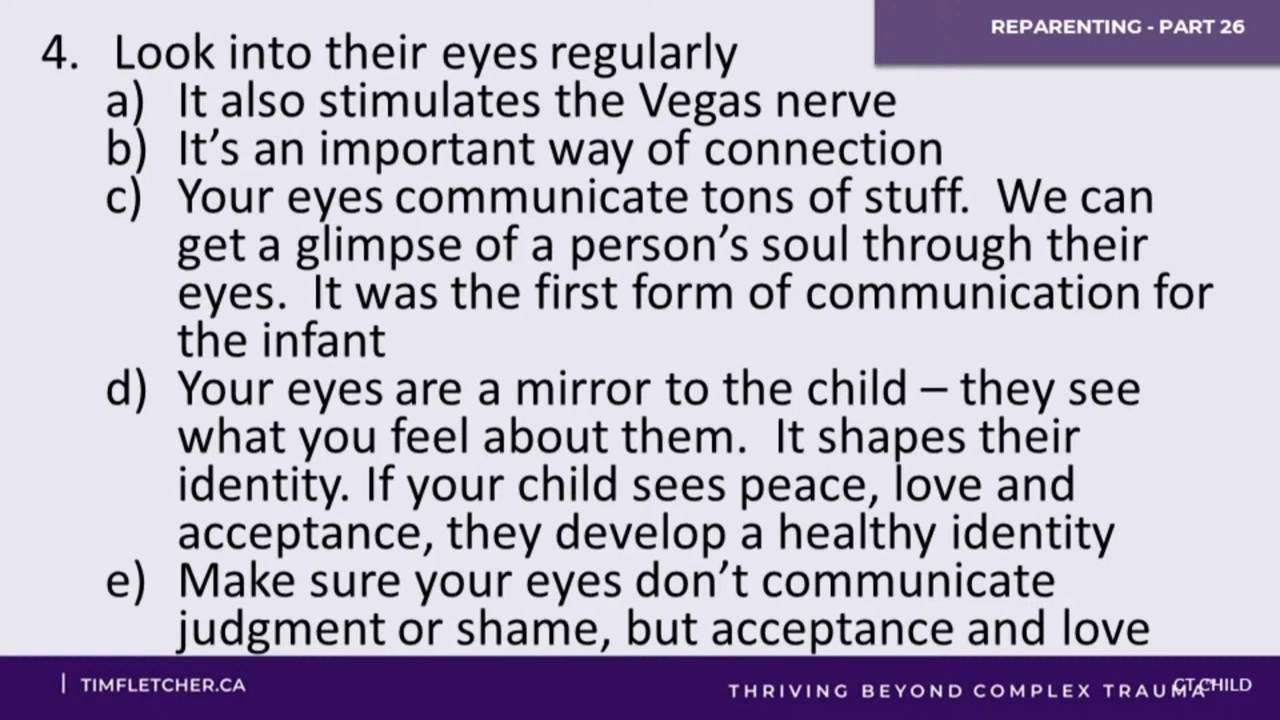 REPARENTING - PART 26
4. Look into their eyes regularly
a) It also stimulates the Vegas nerve
b) It’s an important way of connection
c) Your eyes communicate tons of stuff.  We can
get a glimpse of a person’s soul through their
eyes.  It was the first form of communication for
the infant
d) Your eyes are a mirror to the child – they see
what you feel about them.  It shapes their
identity. If your child sees peace, love and
acceptance, they develop a healthy identity
e) Make sure your eyes don’t communicate
judgment or shame, but acceptance and love
| TIMFLETCHER.CA
THRIVING BEYOND COMPLEX TRAUMA
CT CHILD